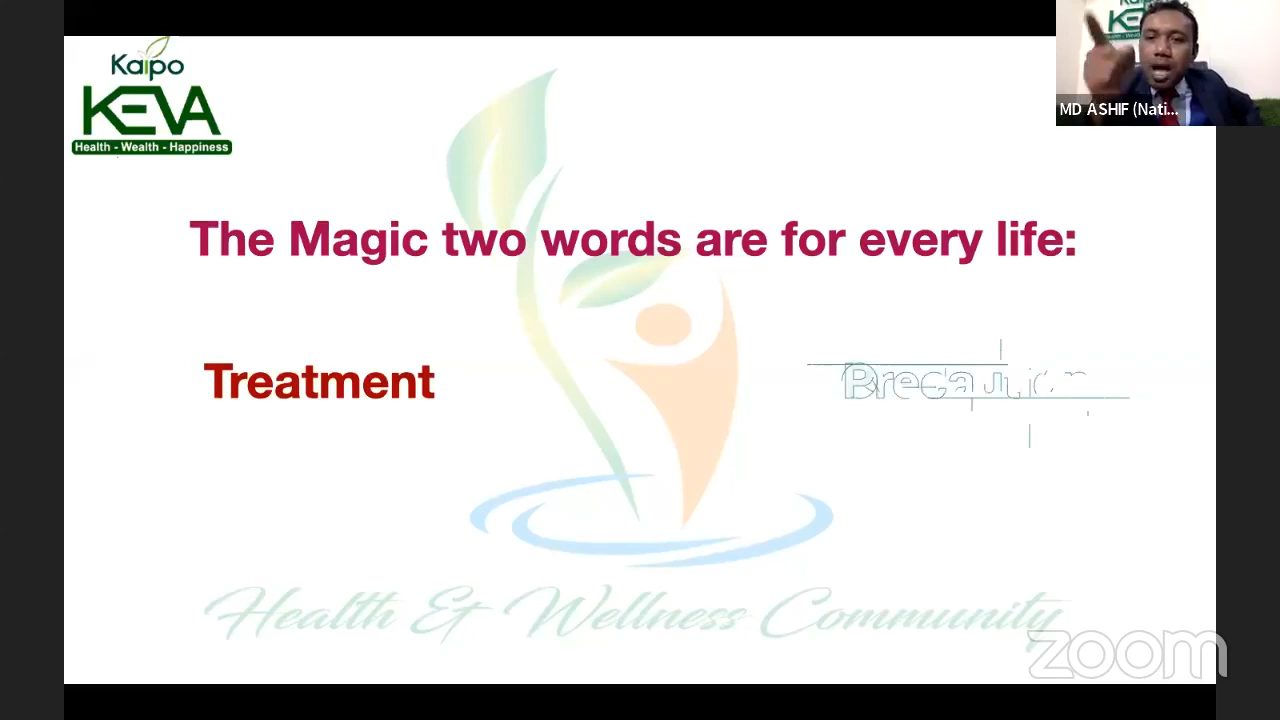 Kaipo
KEVA
Health - Wealth - Happiness
MD ASHIF (Nati...
The Magic two words are for every life:
Treatment
Precaution
Health & Wellness Community
zoom